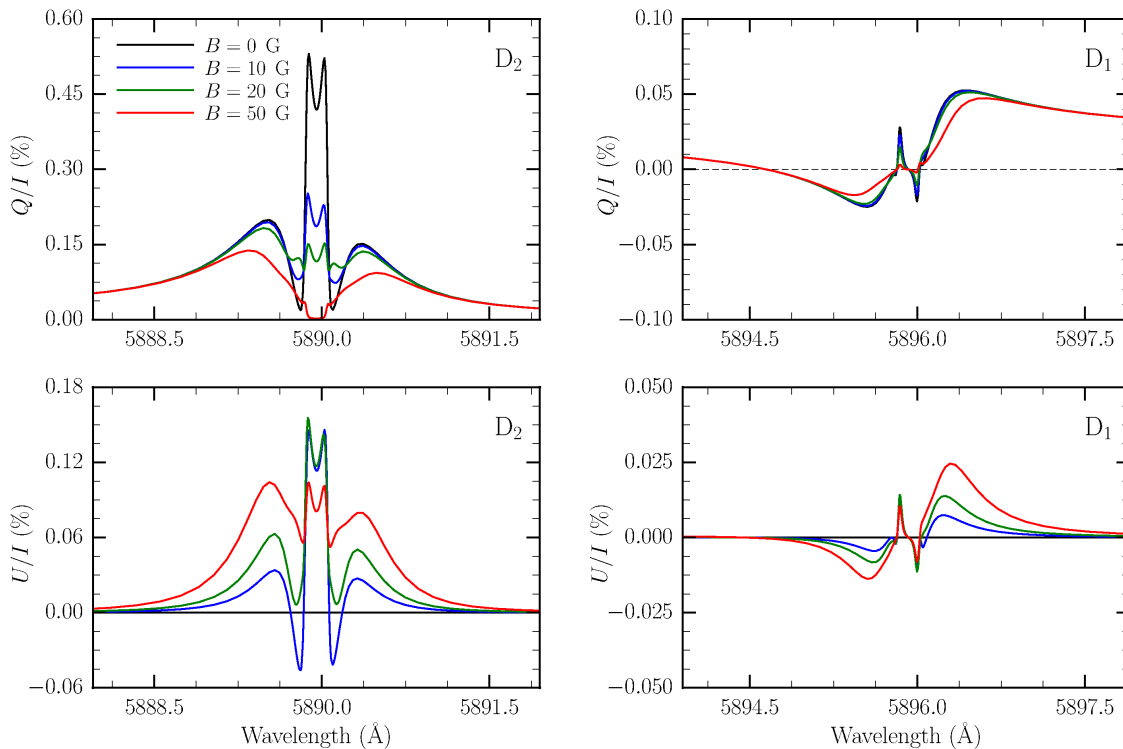 0.60
0.45
0.30
0.15
0.00
Q/I (%)
B = 0 G
B = 10 G
B = 20 G
B = 50 G
D₂
5888.5 5890.0 5891.5
0.10
0.05
0.00
−0.05
−0.10
Q/I (%)
D₁
5894.5 5896.0 5897.5
0.18
0.12
0.06
0.00
−0.06
U/I (%)
D₂
5888.5 5890.0 5891.5
Wavelength (Å)
0.050
0.025
0.000
−0.025
−0.050
U/I (%)
D₁
5894.5 5896.0 5897.5
Wavelength (Å)